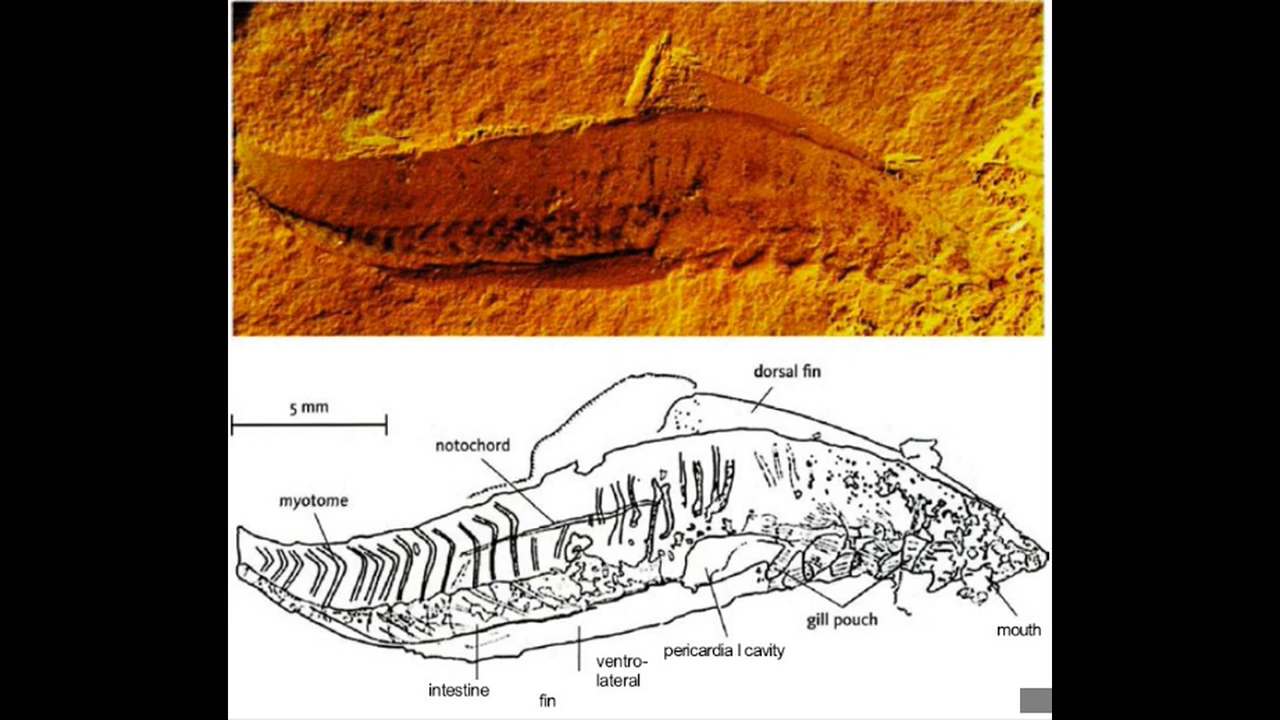 dorsal fin
5 mm
notochord
myotome
gill pouch
mouth
pericardia l cavity
ventro-
lateral
intestine
fin